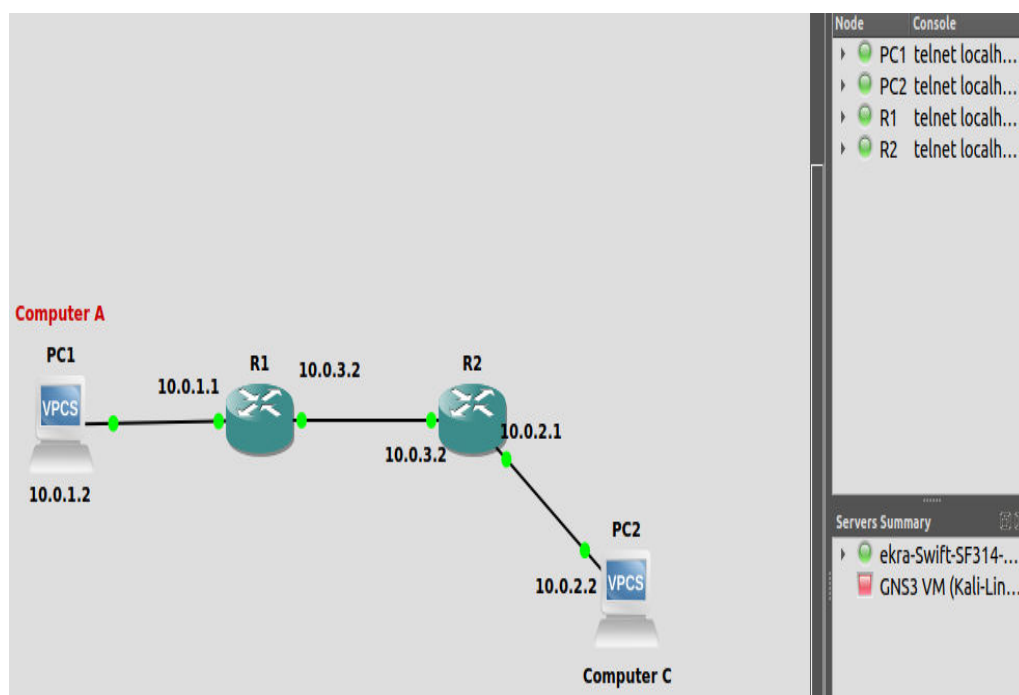 Node Console
PC1 telnet localh...
PC2 telnet localh...
R1 telnet localh...
R2 telnet localh...
Computer A
PC1
VPCS
10.0.1.2
10.0.1.1
R1
10.0.3.2
R2
10.0.3.2
10.0.2.1
PC2
10.0.2.2
VPCS
Computer C
Servers Summary
ekra-Swift-SF314-...
GNS3 VM (Kali-Lin...